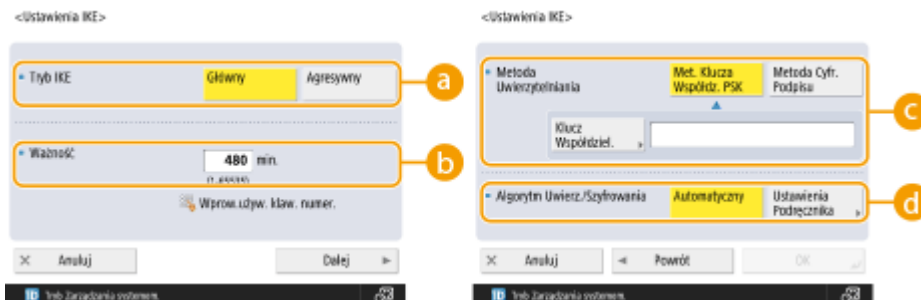 <Ustawienia IKE>
Tryb IKE
Główny
Agresywny
a
Ważność
480 min.
(1-65535)
b
Wprow.używ. klaw. numer.
Anuluj
Dalej
Tryb Zarządzania systemem.
<Ustawienia IKE>
Metoda
Uwierzytelniania
Met. Klucza
Współdz. PSK
Metoda Cyfr.
Podpisu
Klucz
Współdziel.
c
Algorytm Uwierz./Szyfrowania
Automatyczny
Ustawienia
Podręcznika
d
Anuluj
Powrót
OK
Tryb Zarządzania systemem.